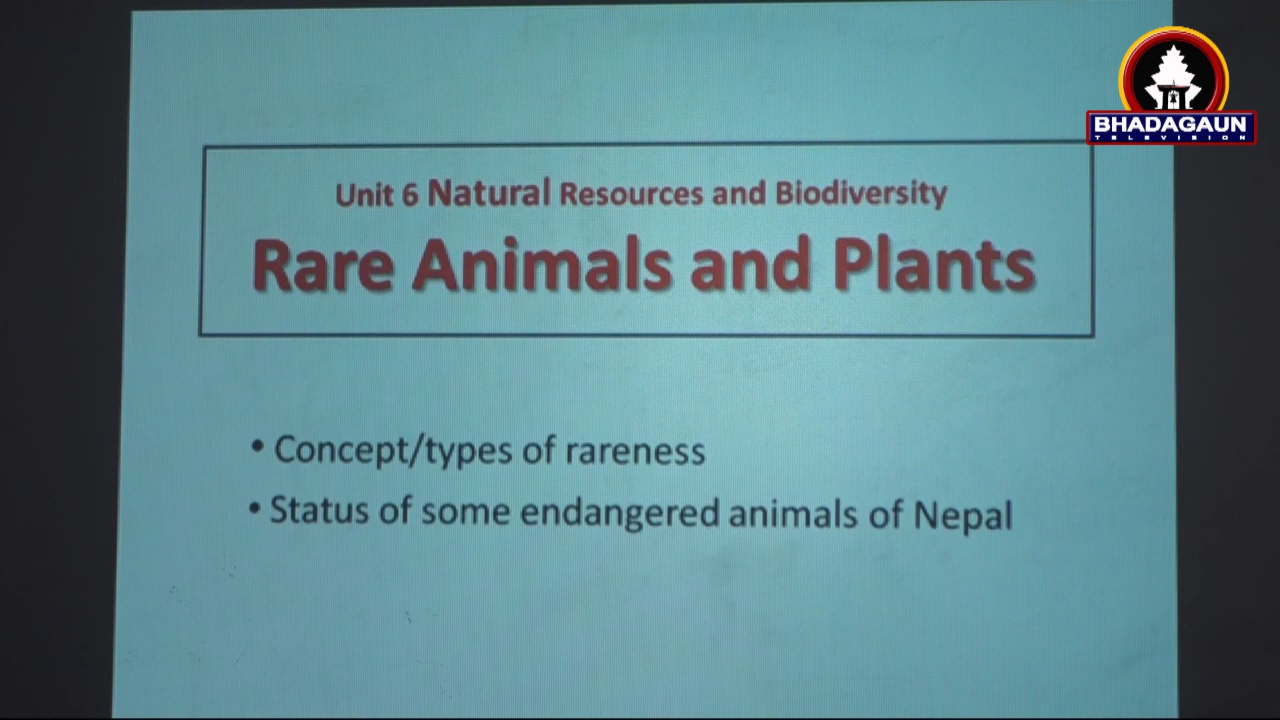 BHADAGAUN
TELEVISION
Unit 6 Natural Resources and Biodiversity
Rare Animals and Plants
• Concept/types of rareness
• Status of some endangered animals of Nepal